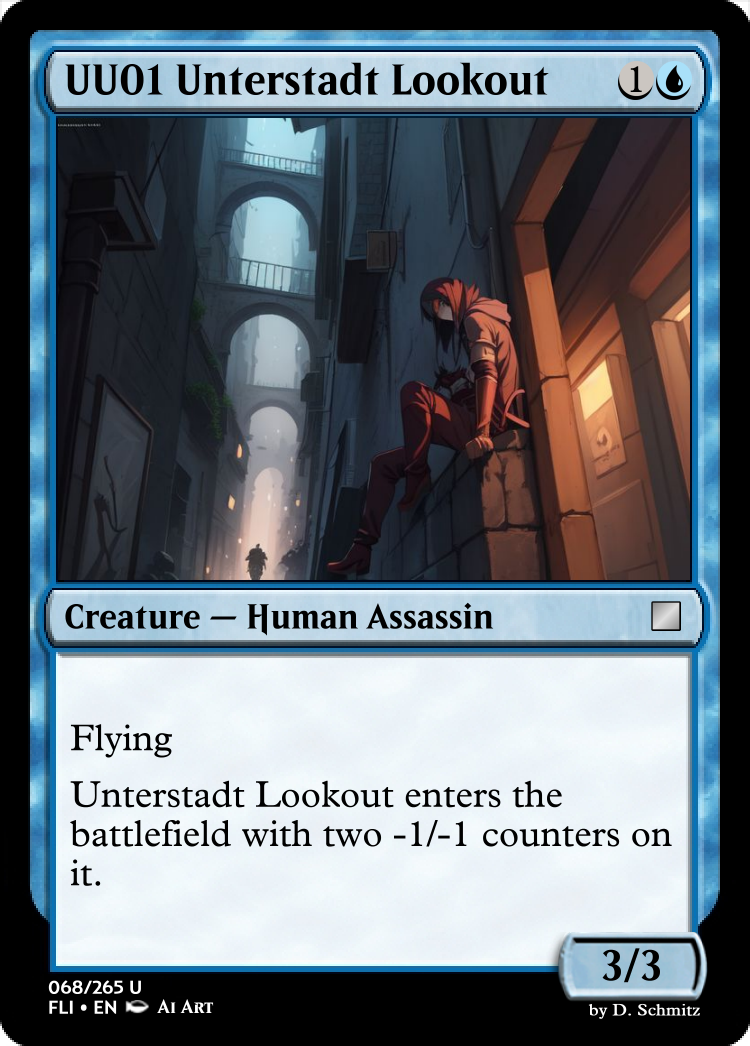 UU01 Unterstadt Lookout 1
Creature — Human Assassin
Flying
Unterstadt Lookout enters the
battlefield with two -1/-1 counters on
it.
3/3
068/265 U
FLI • EN AI ART
by D. Schmitz